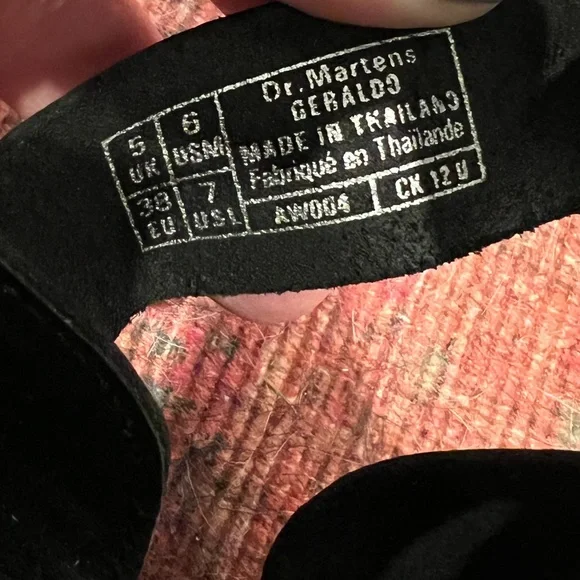 5
UK
6
USM
38
EU
7
USL
Dr. Martens
GERALDO
MADE IN THAILAND
Fabriqué en Thaïlande
AW004
CK 12 U